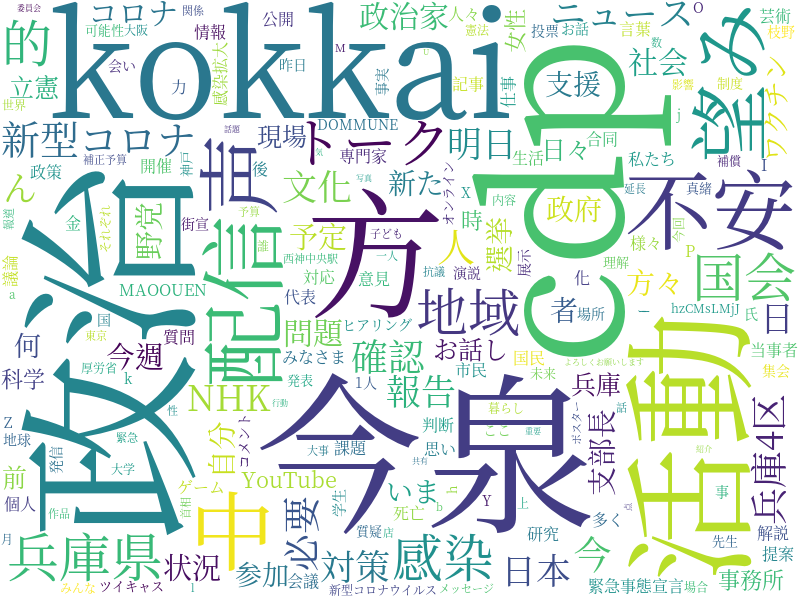 委員会
関係
コロナ
可能性
大阪
的
立憲
世界
新型コロナ
kokkai
会い
力
情報
公開
感染拡大
昨日
M
事実
政治家
人々
憲法
U
記事
仕事
女性
ニュース
投票
お話
言葉
O
芸術
枝野
数
支援
社会
影響
制度
j
望み
ワクチン
話題
声
現場
トーク
DOMMUNE
気
専門家
明日
日々
合同
生活
私たち
補償
I
補正予算
政策
開催
神戸
後
文化
新た
オンライン
X
内容
cdp
延長
真緒
不安
ん
報道
金
それぞれ
野党
街宣
予算
誰
写真
子ども
一人
方
時
選挙
政府
様々
今回
P
理解
展示
化
方々
国会
政治
配信
予定
西神中央駅
対応
意見
抗議
演説
人
議論
a
MAOOUEN
国
東京
代表
地域
者
場所
ー
hzCMsLMjJ
氏
日
何
今週
質問
問題
ヒアリング
みなさま
確認
お話し
国民
よろしくお願いします
当事者
集会
科学
厚労省
k
性
NHK
行動
発表
1人
報告
市民
未来
兵庫
活動
Z
地球
緊急
発信
自分
コメント
大事
課題
判断
思い
暮らし
ここ
重要
ポスター
話
支部長
兵庫4区
前
大学
中
YouTube
共有
いま
今泉
紹介
個人
作品
首相
ゲーム
学生
必要
死亡
b
h
Y
上
多く
点
事
解説
先生
提案
月
兵庫県
状況
参加
会議
対策
質疑
店
感染
研究
日本
今
緊急事態宣言
場合
事務所
みんな
ツイキャス
l
新型コロナウイルス
メッセージ